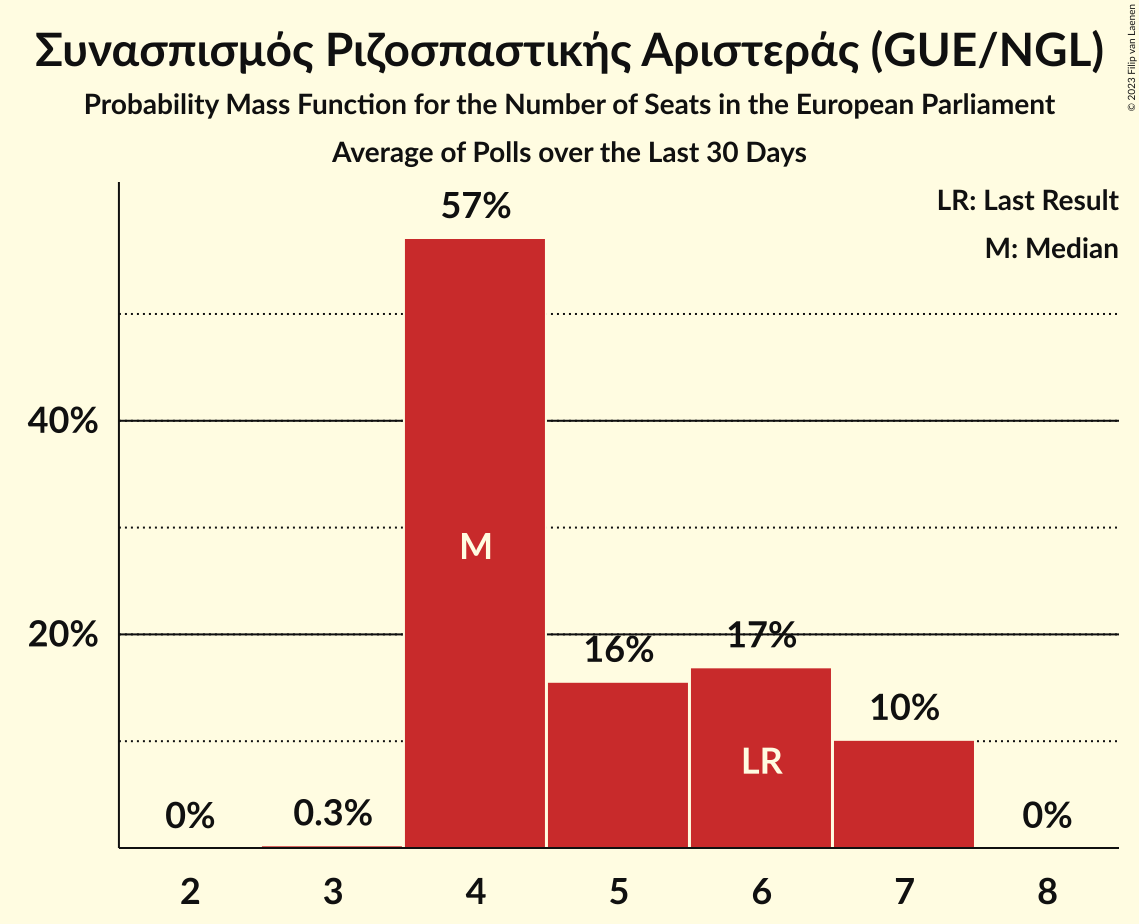 Συνασπισμός Ριζοσπαστικής Αριστεράς (GUE/NGL)
Probability Mass Function for the Number of Seats in the European Parliament
Average of Polls over the Last 30 Days
© 2023 Filip van Laenen
LR: Last Result
M: Median
57%
40%
M
20%
16%
17%
10%
LR
0%
0.3%
0%
2 3 4 5 6 7 8